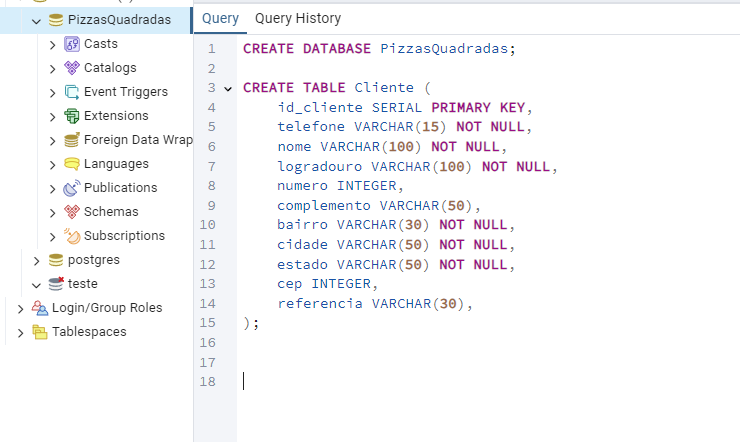 PizzasQuadradas
Casts
Catalogs
Event Triggers
Extensions
Foreign Data Wrap
Languages
Publications
Schemas
Subscriptions
postgres
teste
Login/Group Roles
Tablespaces
Query Query History
1 CREATE DATABASE PizzasQuadradas;
2
3 CREATE TABLE Cliente (
4 id_cliente SERIAL PRIMARY KEY,
5 telefone VARCHAR(15) NOT NULL,
6 nome VARCHAR(100) NOT NULL,
7 logradouro VARCHAR(100) NOT NULL,
8 numero INTEGER,
9 complemento VARCHAR(50),
10 bairro VARCHAR(30) NOT NULL,
11 cidade VARCHAR(50) NOT NULL,
12 estado VARCHAR(50) NOT NULL,
13 cep INTEGER,
14 referencia VARCHAR(30),
15 );
16
17
18